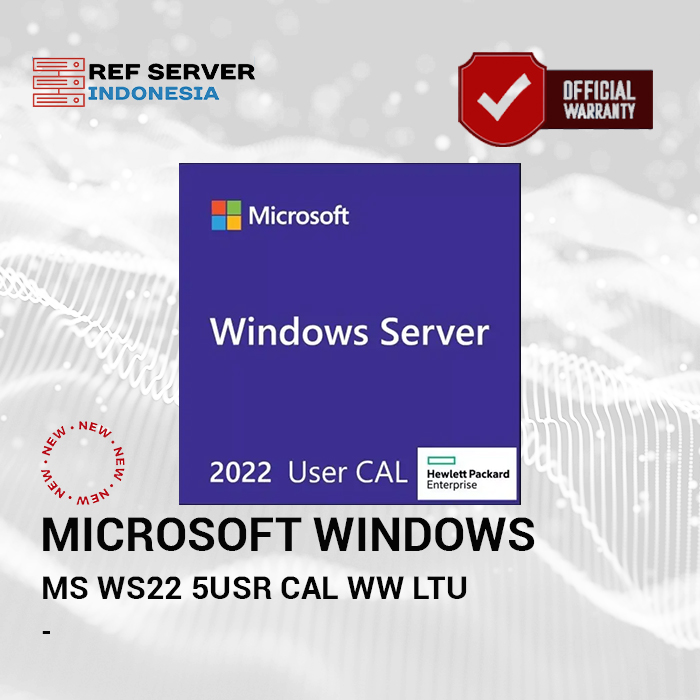 REF SERVER
INDONESIA
OFFICIAL
WARRANTY
Microsoft
Windows Server
2022 User CAL
Hewlett Packard
Enterprise
NEW · NEW · NEW · NEW · NEW ·
MICROSOFT WINDOWS
MS WS22 5USR CAL WW LTU
-